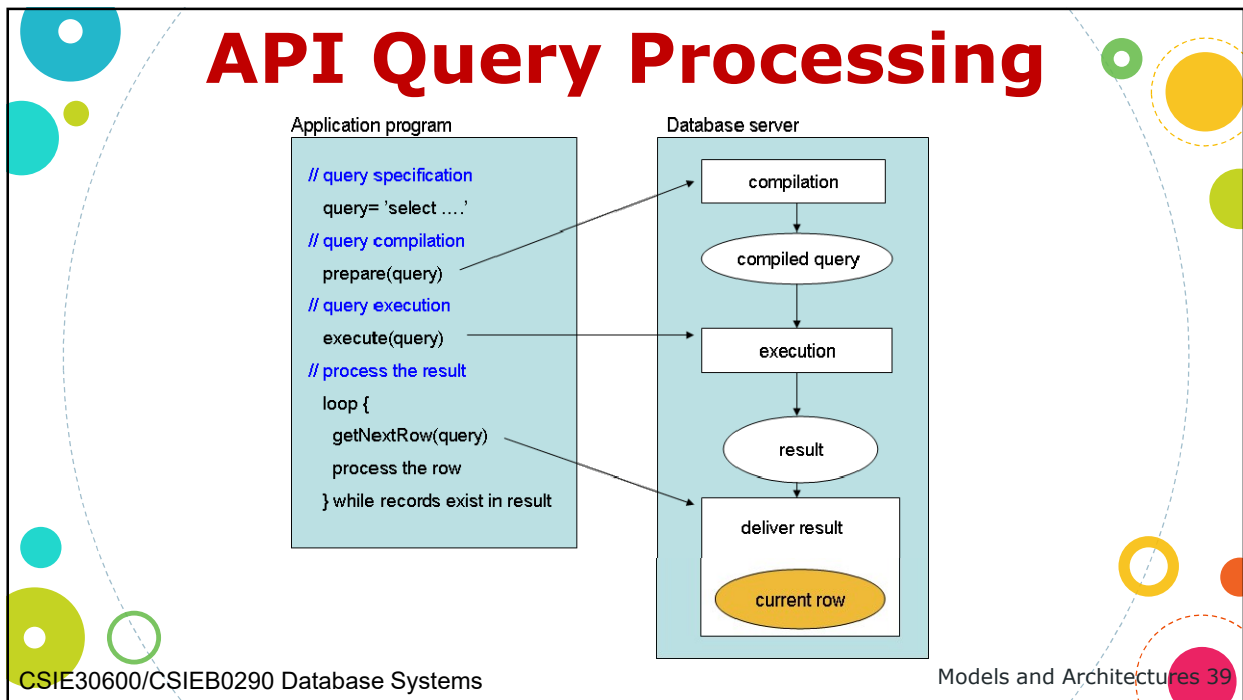 API Query Processing
Application program
// query specification
query= ’select ….’
// query compilation
prepare(query)
// query execution
execute(query)
// process the result
loop {
getNextRow(query)
process the row
} while records exist in result
Database server
compilation
compiled query
execution
result
deliver result
current row
CSIE30600/CSIEB0290 Database Systems
Models and Architectures 39